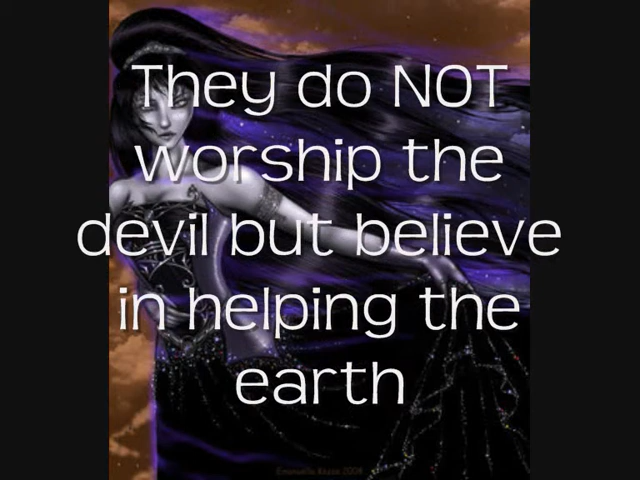 They do NOT
worship the
devil but believe
in helping the
earth